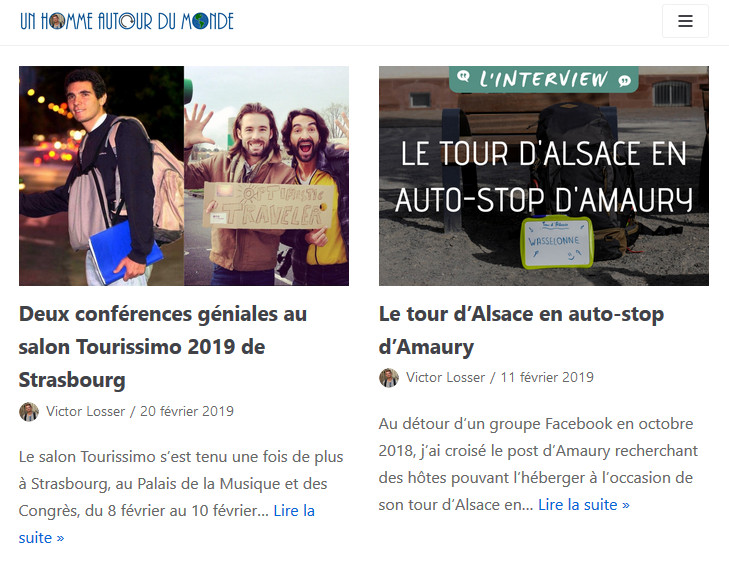 UN HOMME AUTOUR DU MONDE
OPTIMISTIC
TRAVELER
L'INTERVIEW
LE TOUR D'ALSACE EN
AUTO-STOP D'AMAURY
WASSELONNE
Deux conférences géniales au
salon Tourissimo 2019 de
Strasbourg
Victor Losser / 20 février 2019
Le salon Tourissimo s’est tenu une fois de plus
à Strasbourg, au Palais de la Musique et des
Congrès, du 8 février au 10 février… Lire la
suite »
Le tour d’Alsace en auto-stop
d’Amaury
Victor Losser / 11 février 2019
Au détour d’un groupe Facebook en octobre
2018, j’ai croisé le post d’Amaury recherchant
des hôtes pouvant l’héberger à l’occasion de
son tour d’Alsace en… Lire la suite »